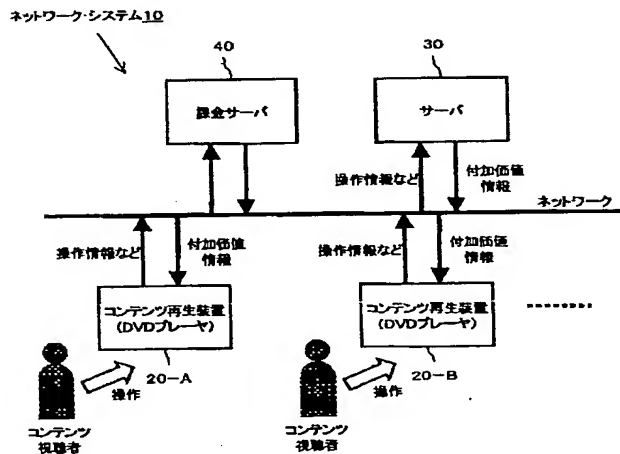 ネットワーク・システム10
40
30
課金サーバ
サーバ
操作情報など
付加価値
情報
ネットワーク
操作情報など
付加価値
情報
操作情報など
付加価値
情報
コンテンツ再生装置
(DVDプレーヤ)
コンテンツ再生装置
(DVDプレーヤ)
操作
20-A
操作
20-B
コンテンツ
視聴者
コンテンツ
視聴者